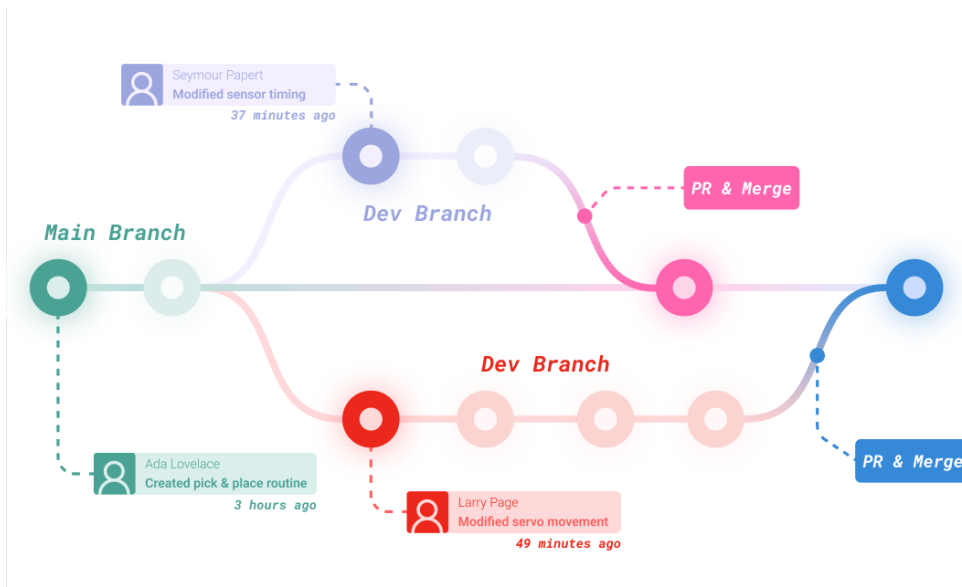 Seymour Papert
Modified sensor timing
37 minutes ago
PR & Merge
Dev Branch
Main Branch
Dev Branch
Ada Lovelace
Created pick & place routine
3 hours ago
PR & Merge
Larry Page
Modified servo movement
49 minutes ago